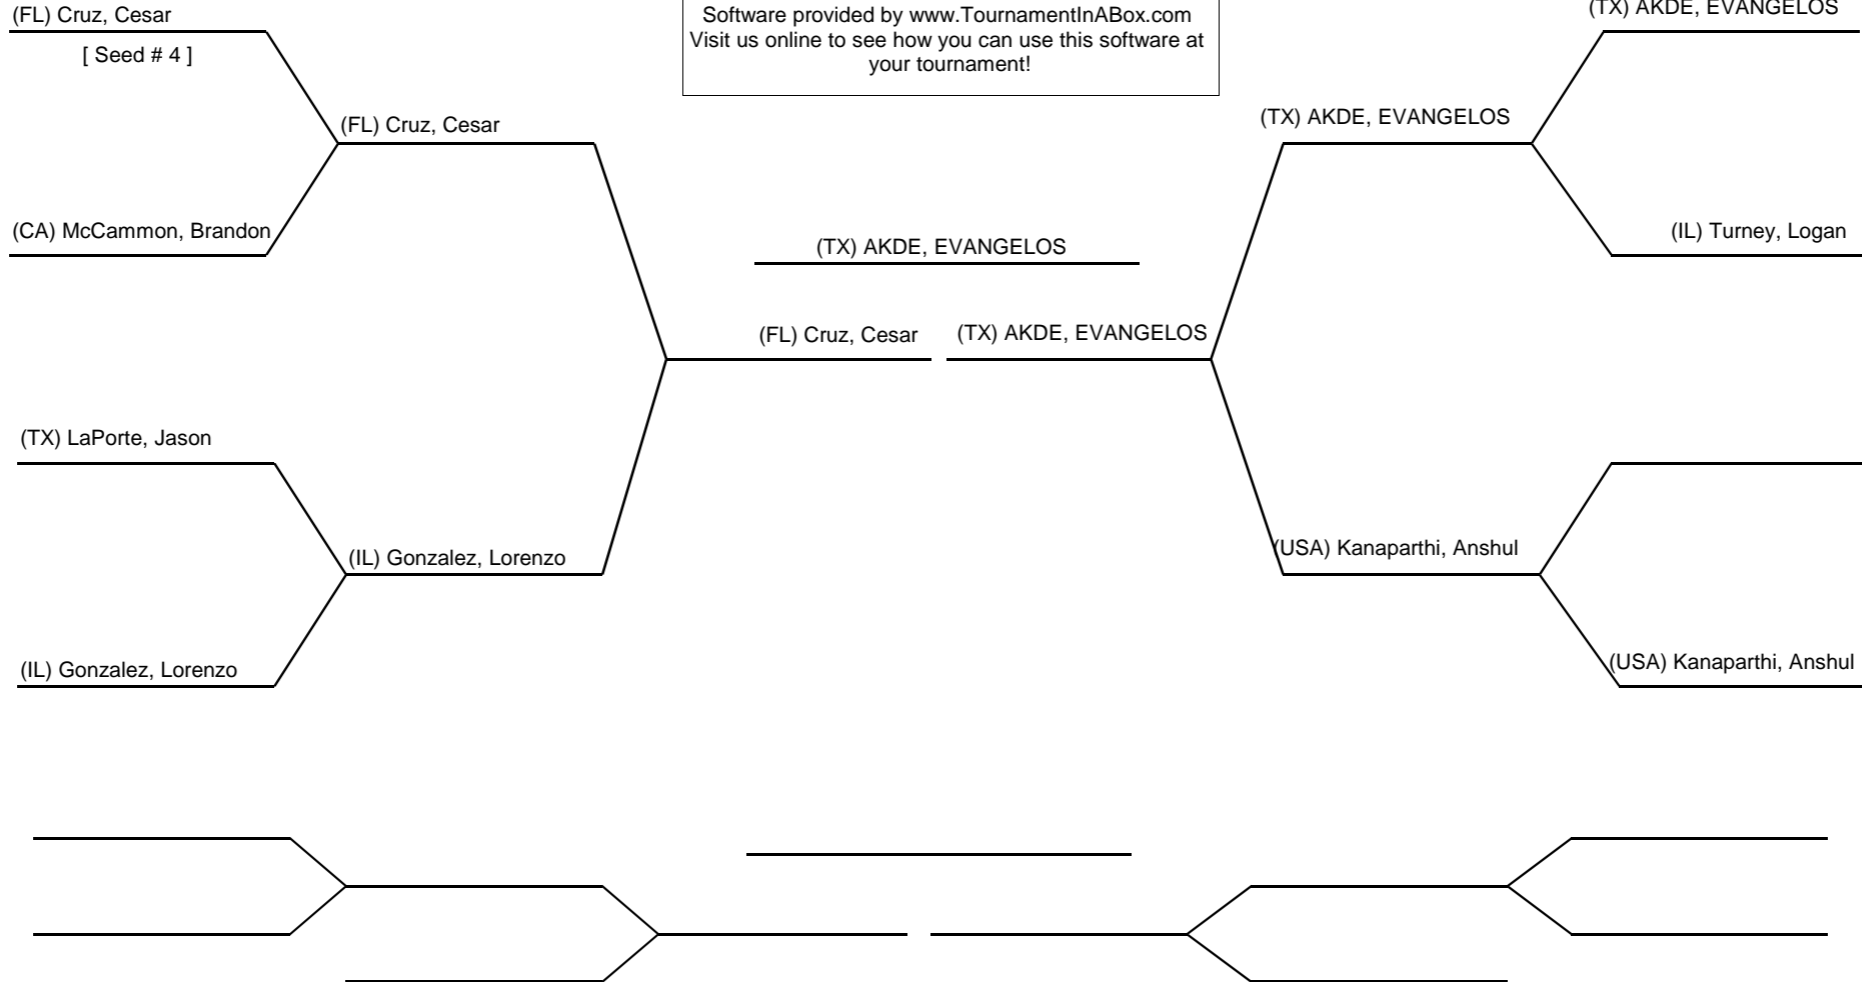 (FL) Cruz, Cesar
[ Seed # 4 ]
Software provided by www.TournamentInABox.com
Visit us online to see how you can use this software at
your tournament!
(TX) AKDE, EVANGELOS
(FL) Cruz, Cesar
(TX) AKDE, EVANGELOS
(CA) McCammon, Brandon
(TX) AKDE, EVANGELOS
(IL) Turney, Logan
(FL) Cruz, Cesar
(TX) AKDE, EVANGELOS
(TX) LaPorte, Jason
(IL) Gonzalez, Lorenzo
(USA) Kanaparthi, Anshul
(IL) Gonzalez, Lorenzo
(USA) Kanaparthi, Anshul